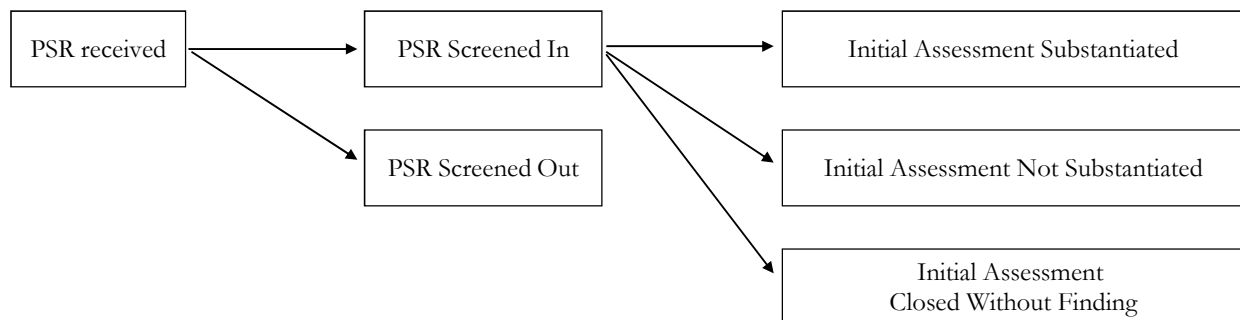 PSR received
PSR Screened In
Initial Assessment Substantiated
PSR Screened Out
Initial Assessment Not Substantiated
Initial Assessment
Closed Without Finding